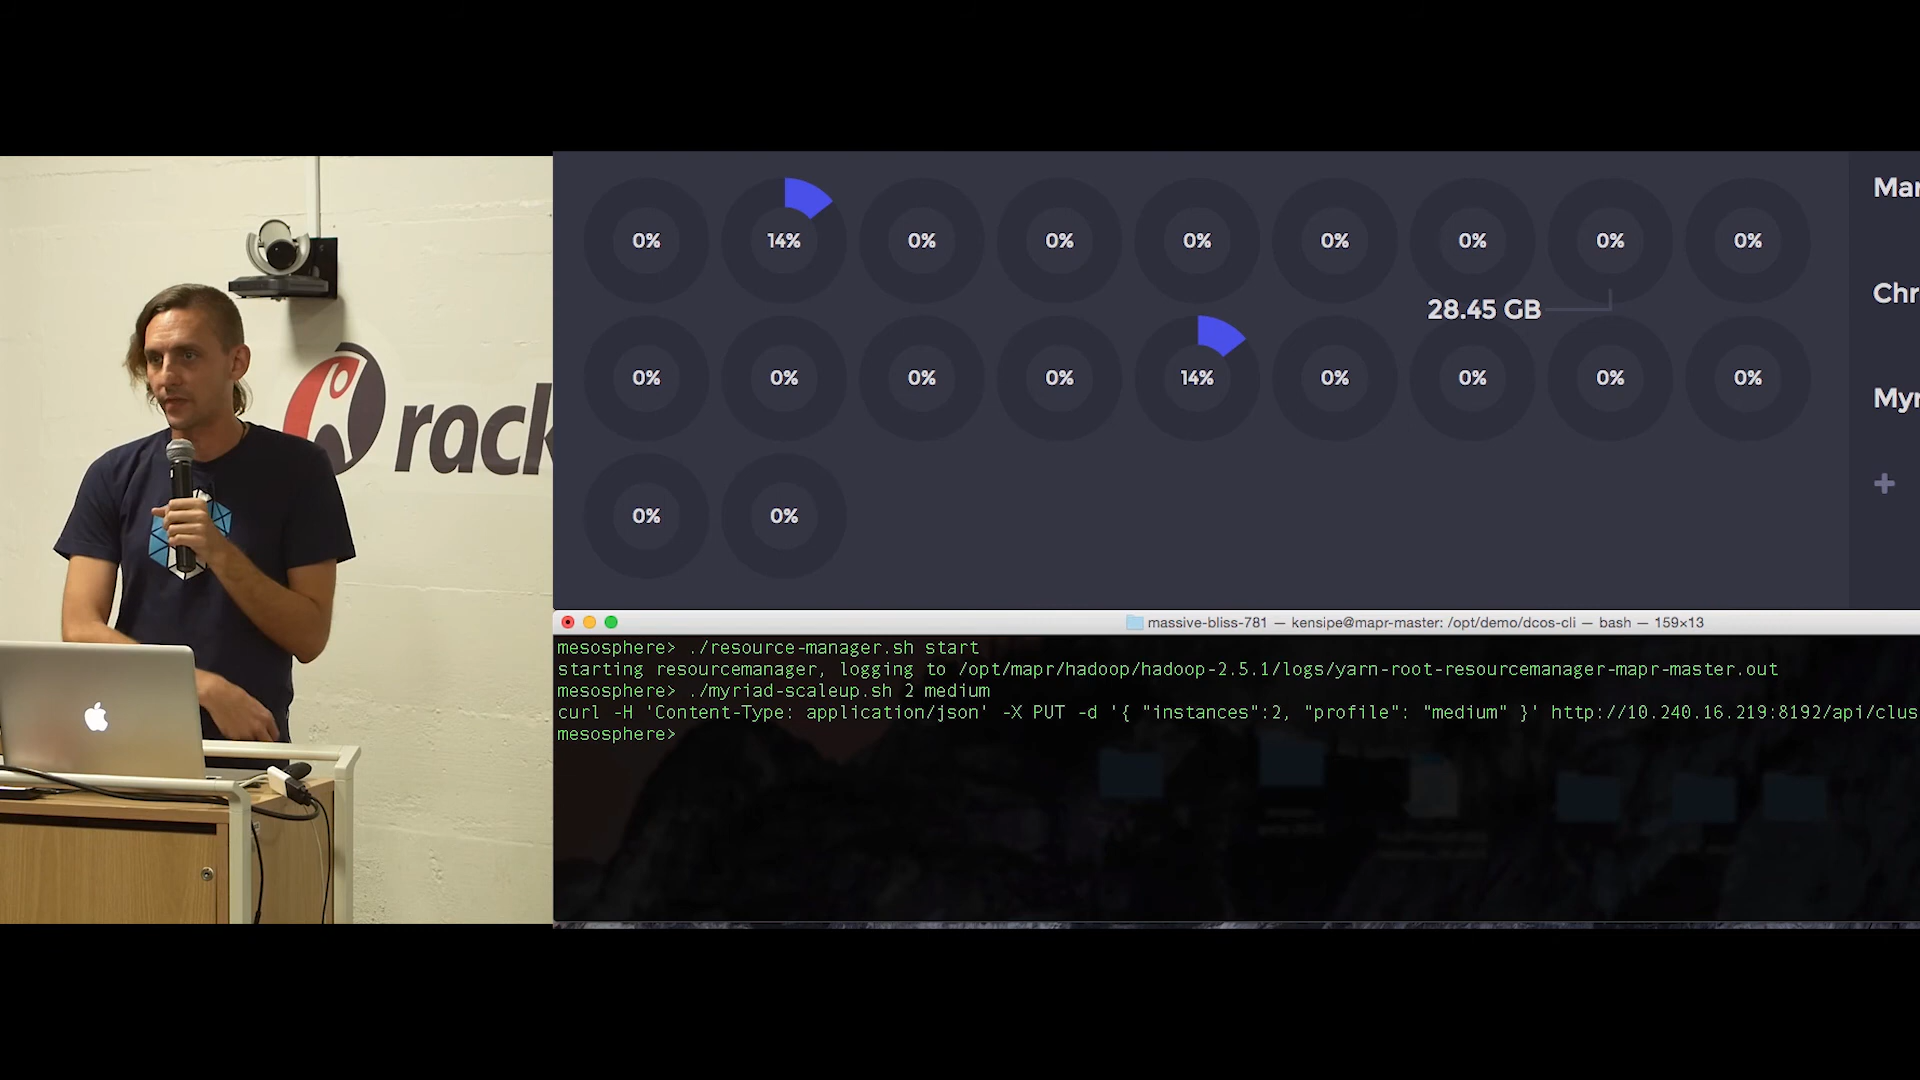 rack
0% 14% 0% 0% 0% 0% 0% 0% 0%
28.45 GB
0% 0% 0% 0% 14% 0% 0% 0% 0%
0% 0%
Mar
Chr
Myr
+
massive-bliss-781 — kensipe@mapr-master: /opt/demo/dcos-cli — bash — 159×13
mesosphere> ./resource-manager.sh start
starting resourcemanager, logging to /opt/mapr/hadoop/hadoop-2.5.1/logs/yarn-root-resourcemanager-mapr-master.out
mesosphere> ./myriad-scaleup.sh 2 medium
curl -H 'Content-Type: application/json' -X PUT -d '{ "instances":2, "profile": "medium" }' http://10.240.16.219:8192/api/clus
mesosphere>